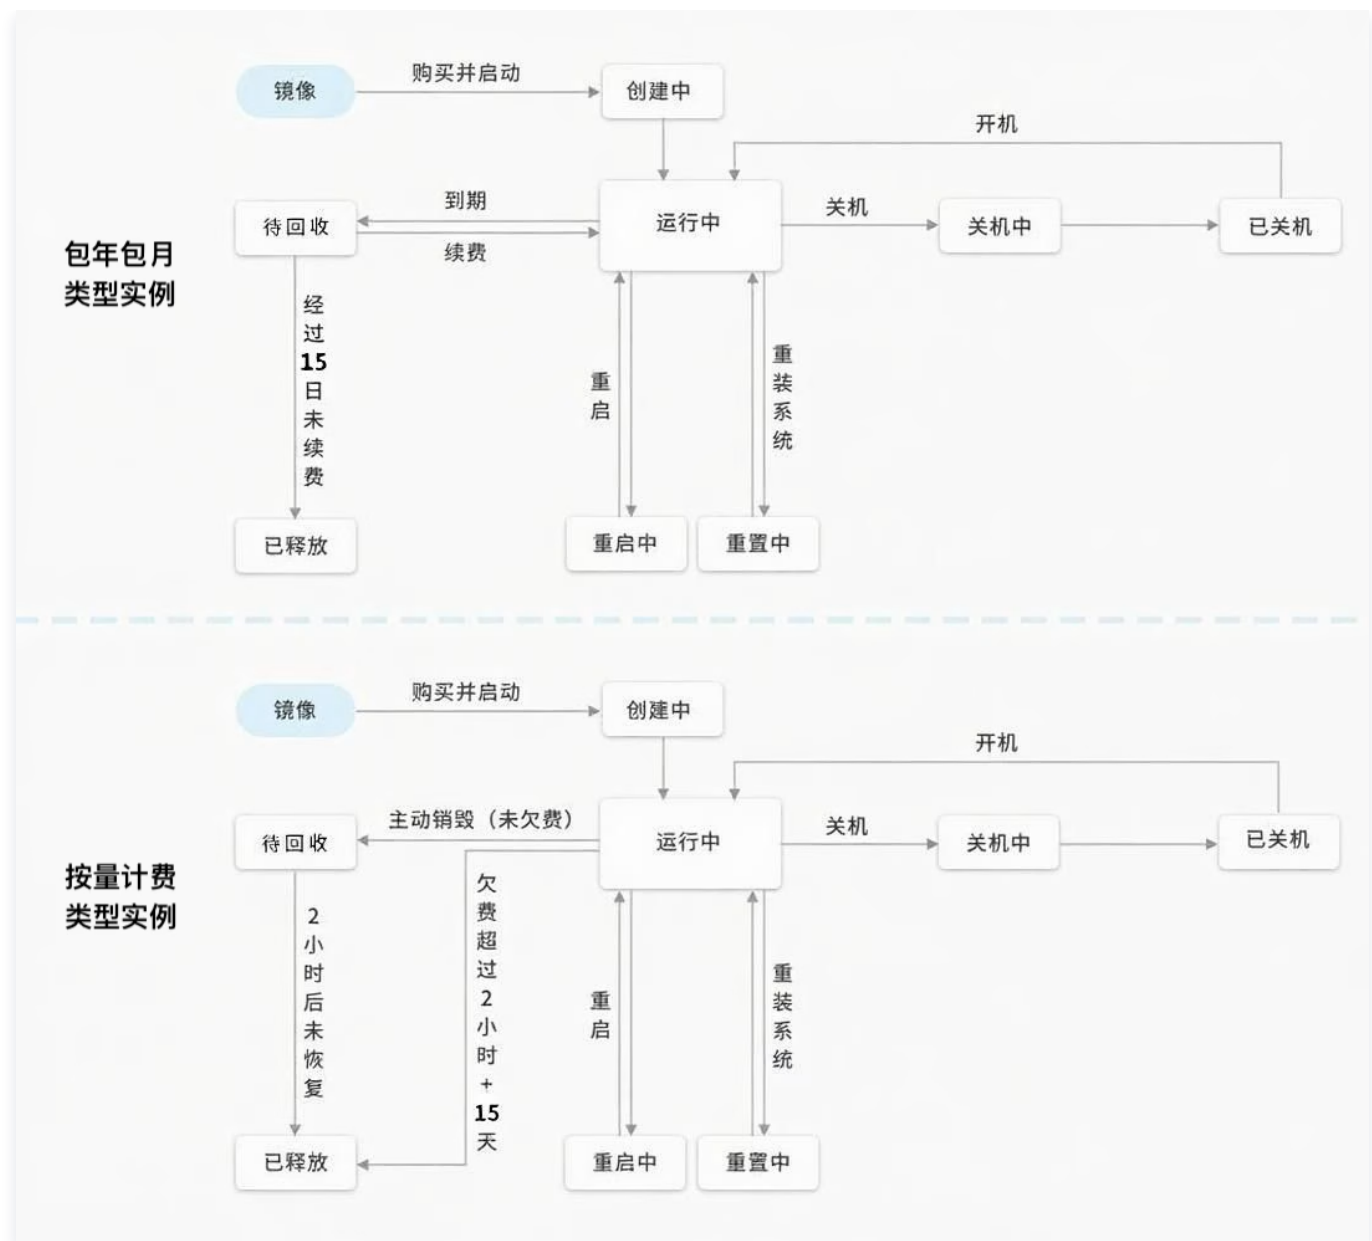 镜像
购买并启动
创建中
开机
待回收
到期
续费
运行中
关机
关机中
已关机
包年包月
类型实例
经过15日未续费
重启
重装系统
已释放
重启中
重置中
镜像
购买并启动
创建中
开机
待回收
主动销毁（未欠费）
运行中
关机
关机中
已关机
按量计费
类型实例
2小时后未恢复
欠费超过2小时+15天
重启
重装系统
已释放
重启中
重置中